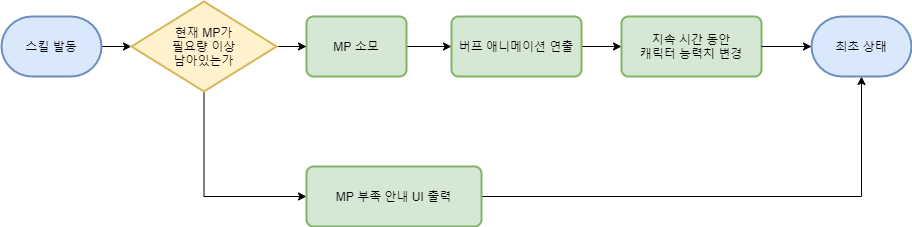 스킬 발동
현재 MP가
필요량 이상
남아있는가
MP 소모
버프 애니메이션 연출
지속 시간 동안
캐릭터 능력치 변경
최초 상태
MP 부족 안내 UI 출력